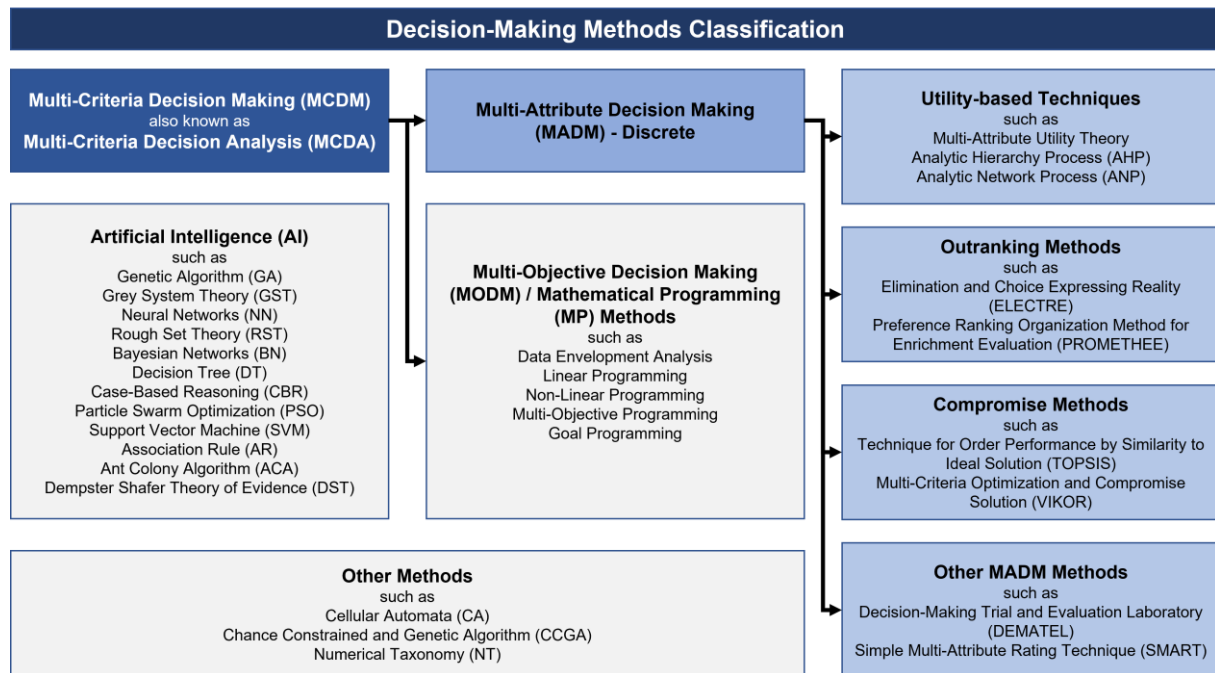 Decision-Making Methods Classification
Multi-Criteria Decision Making (MCDM)
also known as
Multi-Criteria Decision Analysis (MCDA)
Multi-Attribute Decision Making
(MADM) - Discrete
Utility-based Techniques
such as
Multi-Attribute Utility Theory
Analytic Hierarchy Process (AHP)
Analytic Network Process (ANP)
Artificial Intelligence (AI)
such as
Genetic Algorithm (GA)
Grey System Theory (GST)
Neural Networks (NN)
Rough Set Theory (RST)
Bayesian Networks (BN)
Decision Tree (DT)
Case-Based Reasoning (CBR)
Particle Swarm Optimization (PSO)
Support Vector Machine (SVM)
Association Rule (AR)
Ant Colony Algorithm (ACA)
Dempster Shafer Theory of Evidence (DST)
Multi-Objective Decision Making
(MODM) / Mathematical Programming
(MP) Methods
such as
Data Envelopment Analysis
Linear Programming
Non-Linear Programming
Multi-Objective Programming
Goal Programming
Outranking Methods
such as
Elimination and Choice Expressing Reality
(ELECTRE)
Preference Ranking Organization Method for
Enrichment Evaluation (PROMETHEE)
Compromise Methods
such as
Technique for Order Performance by Similarity to
Ideal Solution (TOPSIS)
Multi-Criteria Optimization and Compromise
Solution (VIKOR)
Other Methods
such as
Cellular Automata (CA)
Chance Constrained and Genetic Algorithm (CCGA)
Numerical Taxonomy (NT)
Other MADM Methods
such as
Decision-Making Trial and Evaluation Laboratory
(DEMATEL)
Simple Multi-Attribute Rating Technique (SMART)